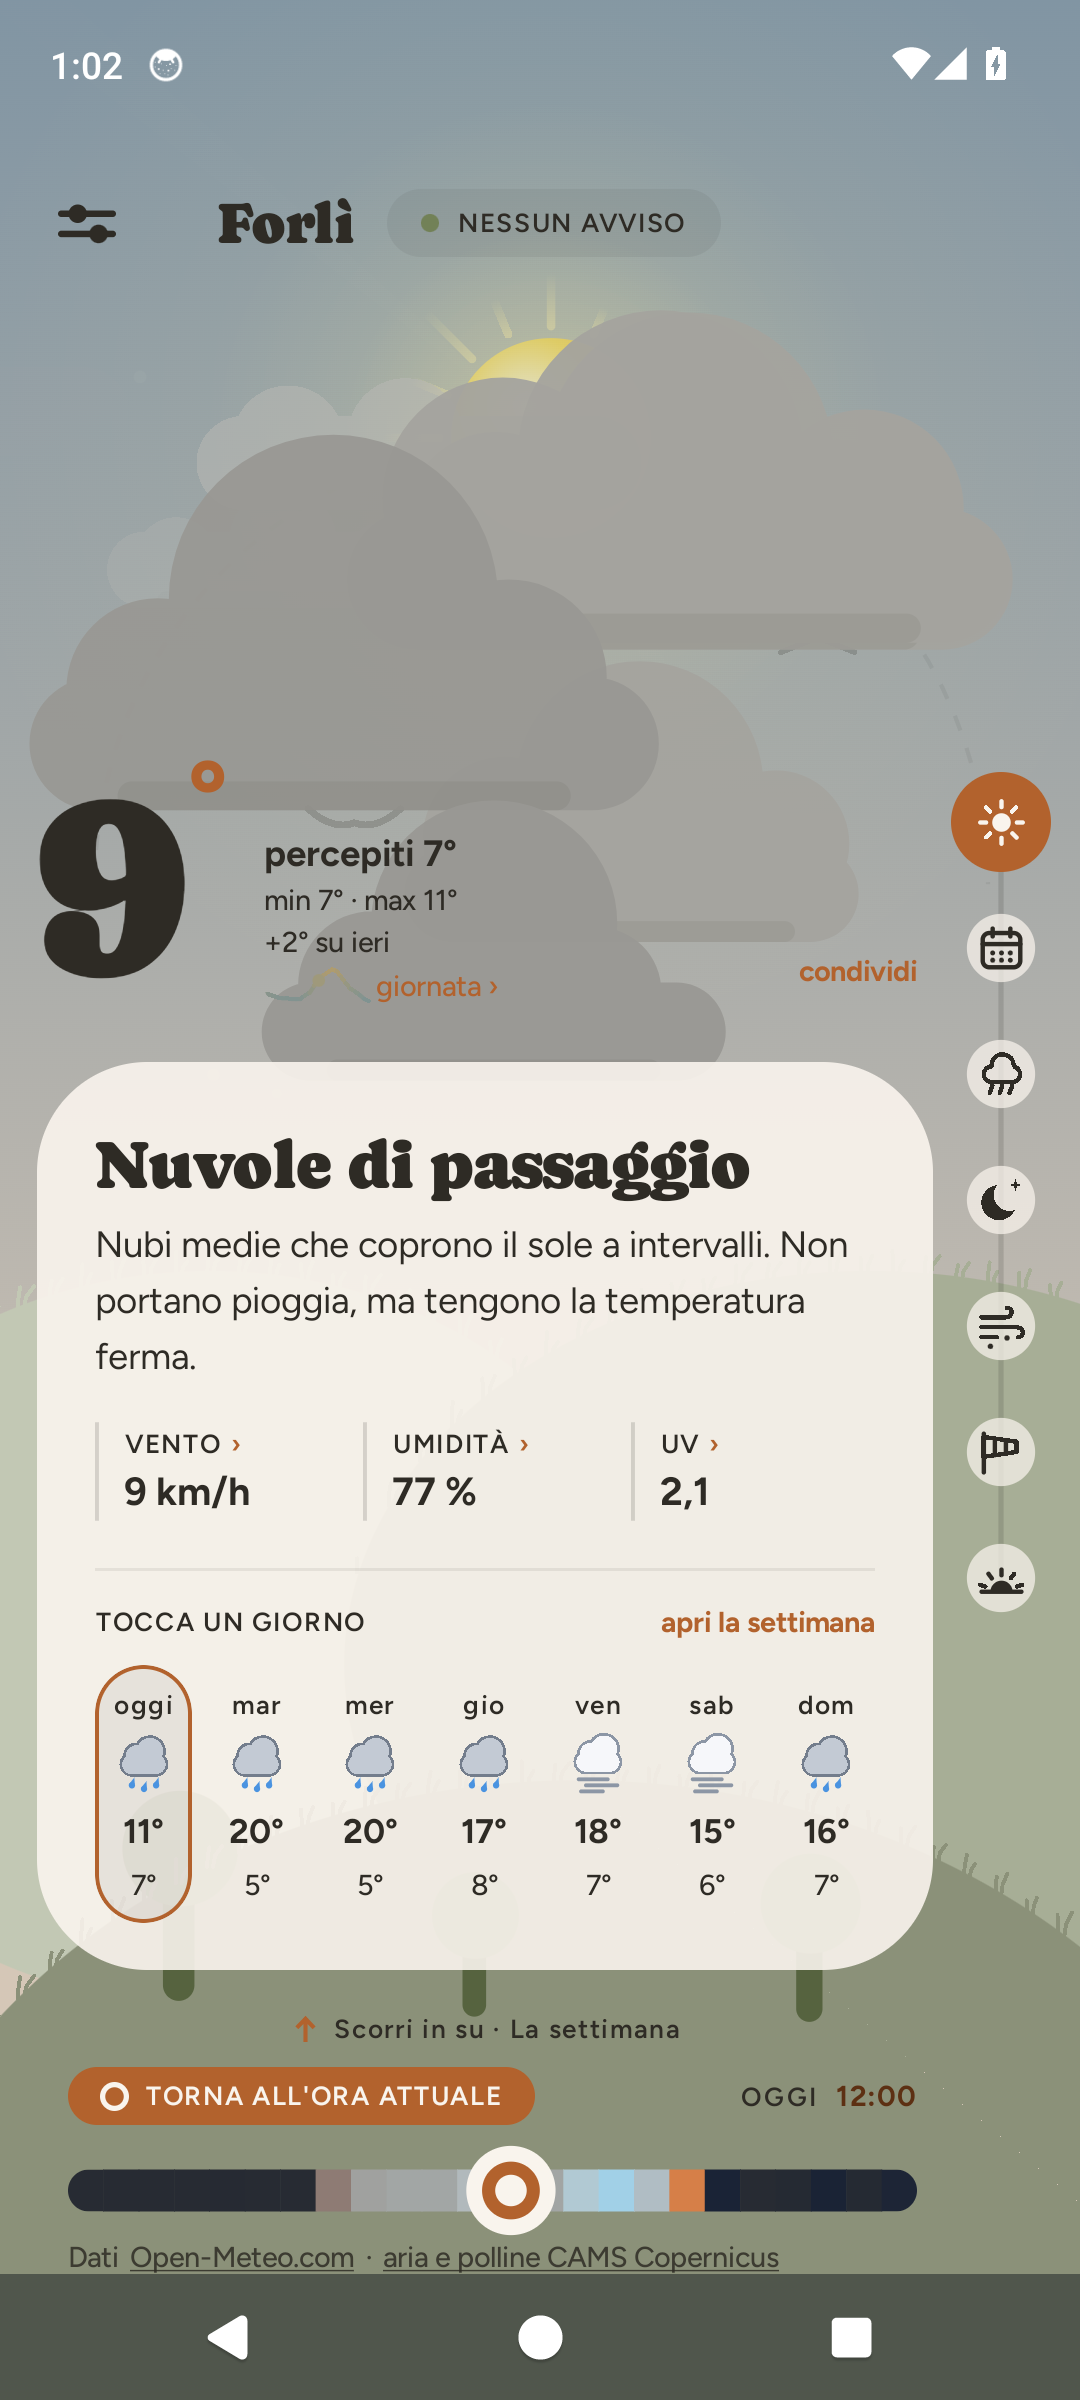 1:02
Forlì
NESSUN AVVISO
9
percepiti 7°
min 7° · max 11°
+2° su ieri
giornata ›
condividi
Nuvole di passaggio
Nubi medie che coprono il sole a intervalli. Non
portano pioggia, ma tengono la temperatura
ferma.
VENTO › UMIDITÀ › UV ›
9 km/h 77 % 2,1
TOCCA UN GIORNO apri la settimana
oggi mar mer gio ven sab dom
11° 20° 20° 17° 18° 15° 16°
7° 5° 5° 8° 7° 6° 7°
↑ Scorri in su · La settimana
TORNA ALL'ORA ATTUALE OGGI 12:00
Dati Open-Meteo.com · aria e polline CAMS Copernicus